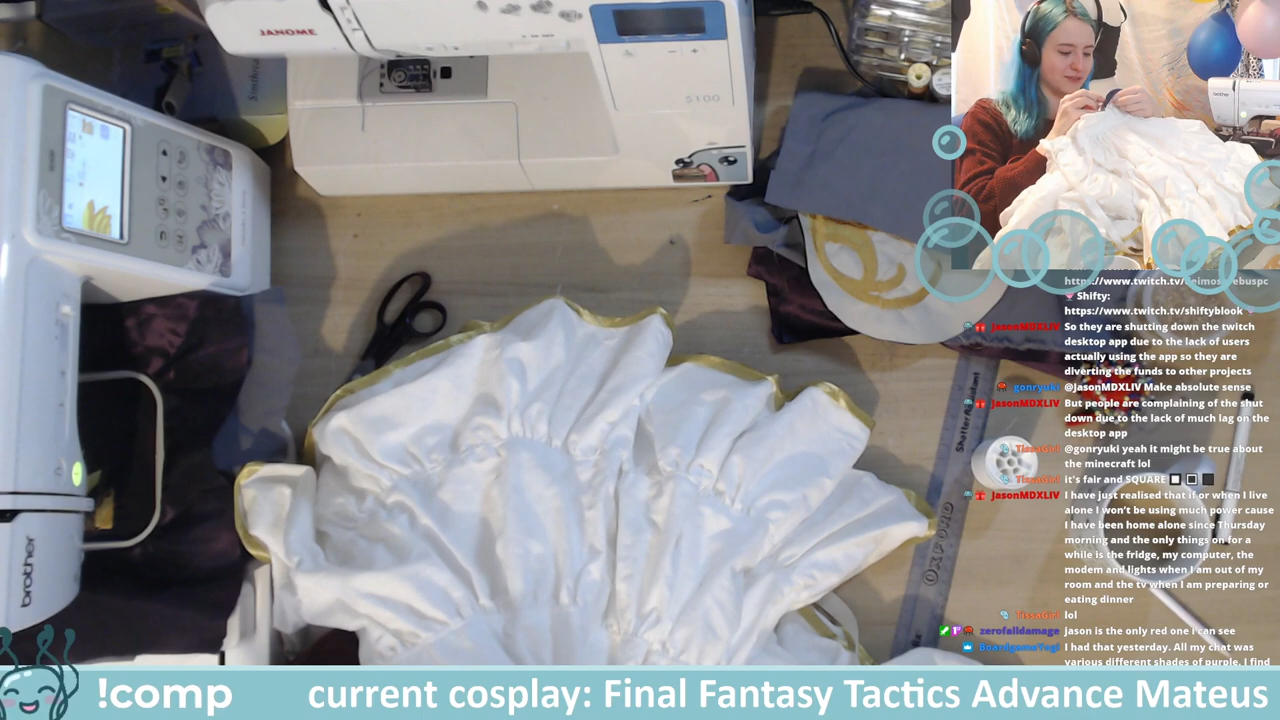 JANOME
5100
Simthread
brother
brother
Shatter Resistant
OXFORD
https://www.twitch.tv/deimosrebuspc
Shifty:
https://www.twitch.tv/shiftyblook
JasonMDXLIV So they are shutting down the twitch
desktop app due to the lack of users
actually using the app so they are
diverting the funds to other projects
gonryuki @JasonMDXLIV Make absolute sense
JasonMDXLIV But people are complaining of the shut
down due to the lack of much lag on the
desktop app
TissaGirl @gonryuki yeah it might be true about
the minecraft lol
TissaGirl it's fair and SQUARE
JasonMDXLIV I have just realised that if or when I live
alone I won't be using much power cause
I have been home alone since Thursday
morning and the only things on for a
while is the fridge, my computer, the
modem and lights when I am out of my
room and the tv when I am preparing or
eating dinner
TissaGirl lol
zerofalldamage Jason is the only red one I can see
BoardgameYogi I had that yesterday. All my chat was
various different shades of purple. I find
!comp
current cosplay: Final Fantasy Tactics Advance Mateus